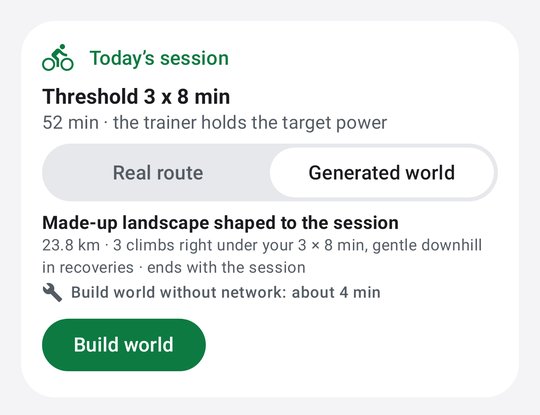 Today’s session
Threshold 3 x 8 min
52 min · the trainer holds the target power
Real route
Generated world
Made-up landscape shaped to the session
23.8 km · 3 climbs right under your 3 × 8 min, gentle downhill
in recoveries · ends with the session
Build world without network: about 4 min
Build world